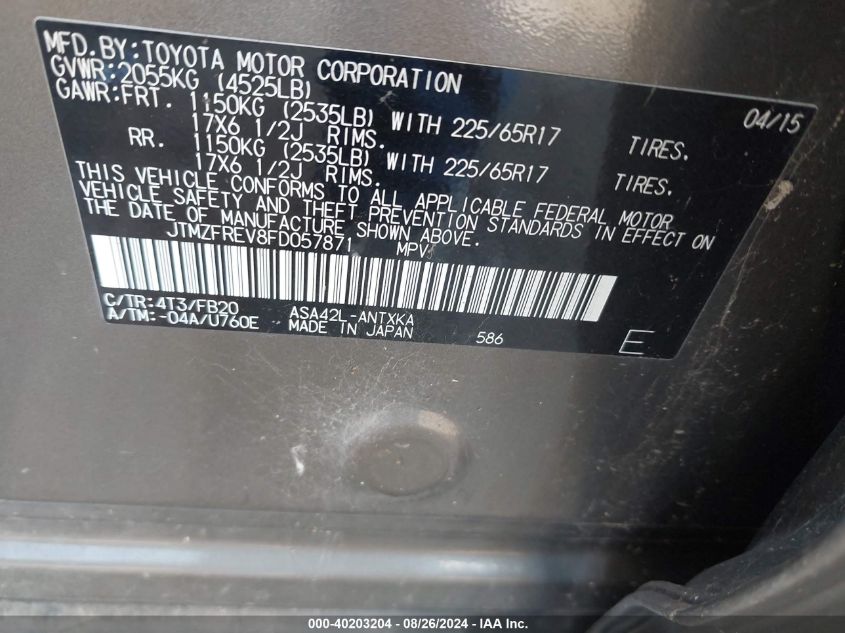 MFD. BY: TOYOTA MOTOR CORPORATION 04/15
GVWR: 2055KG (4525LB)
GAWR: FRT. 1150KG (2535LB) WITH 225/65R17 TIRES.
17X6 1/2J RIMS.
RR. 1150KG (2535LB) WITH 225/65R17 TIRES.
17X6 1/2J RIMS.
THIS VEHICLE CONFORMS TO ALL APPLICABLE FEDERAL MOTOR
VEHICLE SAFETY AND THEFT PREVENTION STANDARDS IN EFFECT ON
THE DATE OF MANUFACTURE SHOWN ABOVE.
JTMZFREV8FD057871 MPV
C/TR: 4T3/FB20 ASA42L-ANTXKA
A/TM: -04A/U760E MADE IN JAPAN 586 E
000-40203204 - 08/26/2024 - IAA Inc.